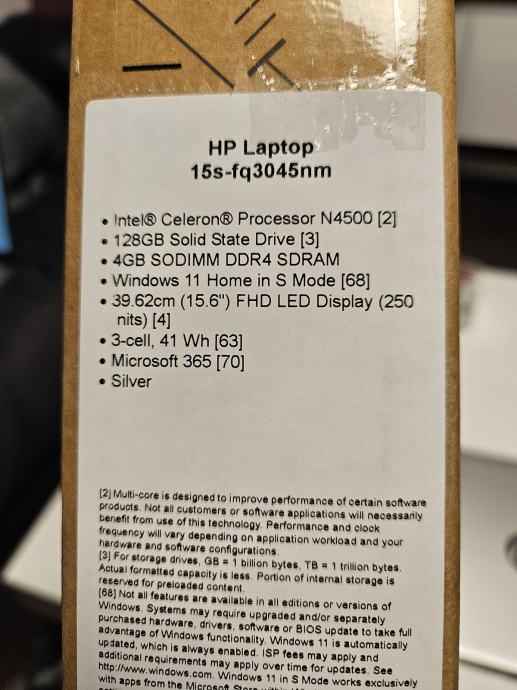 HP Laptop
15s-fq3045nm
• Intel® Celeron® Processor N4500 [2]
• 128GB Solid State Drive [3]
• 4GB SODIMM DDR4 SDRAM
• Windows 11 Home in S Mode [68]
• 39.62cm (15.6") FHD LED Display (250
nits) [4]
• 3-cell, 41 Wh [63]
• Microsoft 365 [70]
• Silver
[2] Multi-core is designed to improve performance of certain software
products. Not all customers or software applications will necessarily
benefit from use of this technology. Performance and clock
frequency will vary depending on application workload and your
hardware and software configurations.
[3] For storage drives, GB = 1 billion bytes, TB = 1 trillion bytes.
Actual formatted capacity is less. Portion of internal storage is
reserved for preloaded content.
[68] Not all features are available in all editions or versions of
Windows. Systems may require upgraded and/or separately
purchased hardware, drivers, software or BIOS update to take full
advantage of Windows functionality. Windows 11 is automatically
updated, which is always enabled. ISP fees may apply and
additional requirements may apply over time for updates. See
http://www.windows.com. Windows 11 in S Mode works exclusively
with apps from the Microsoft Store within